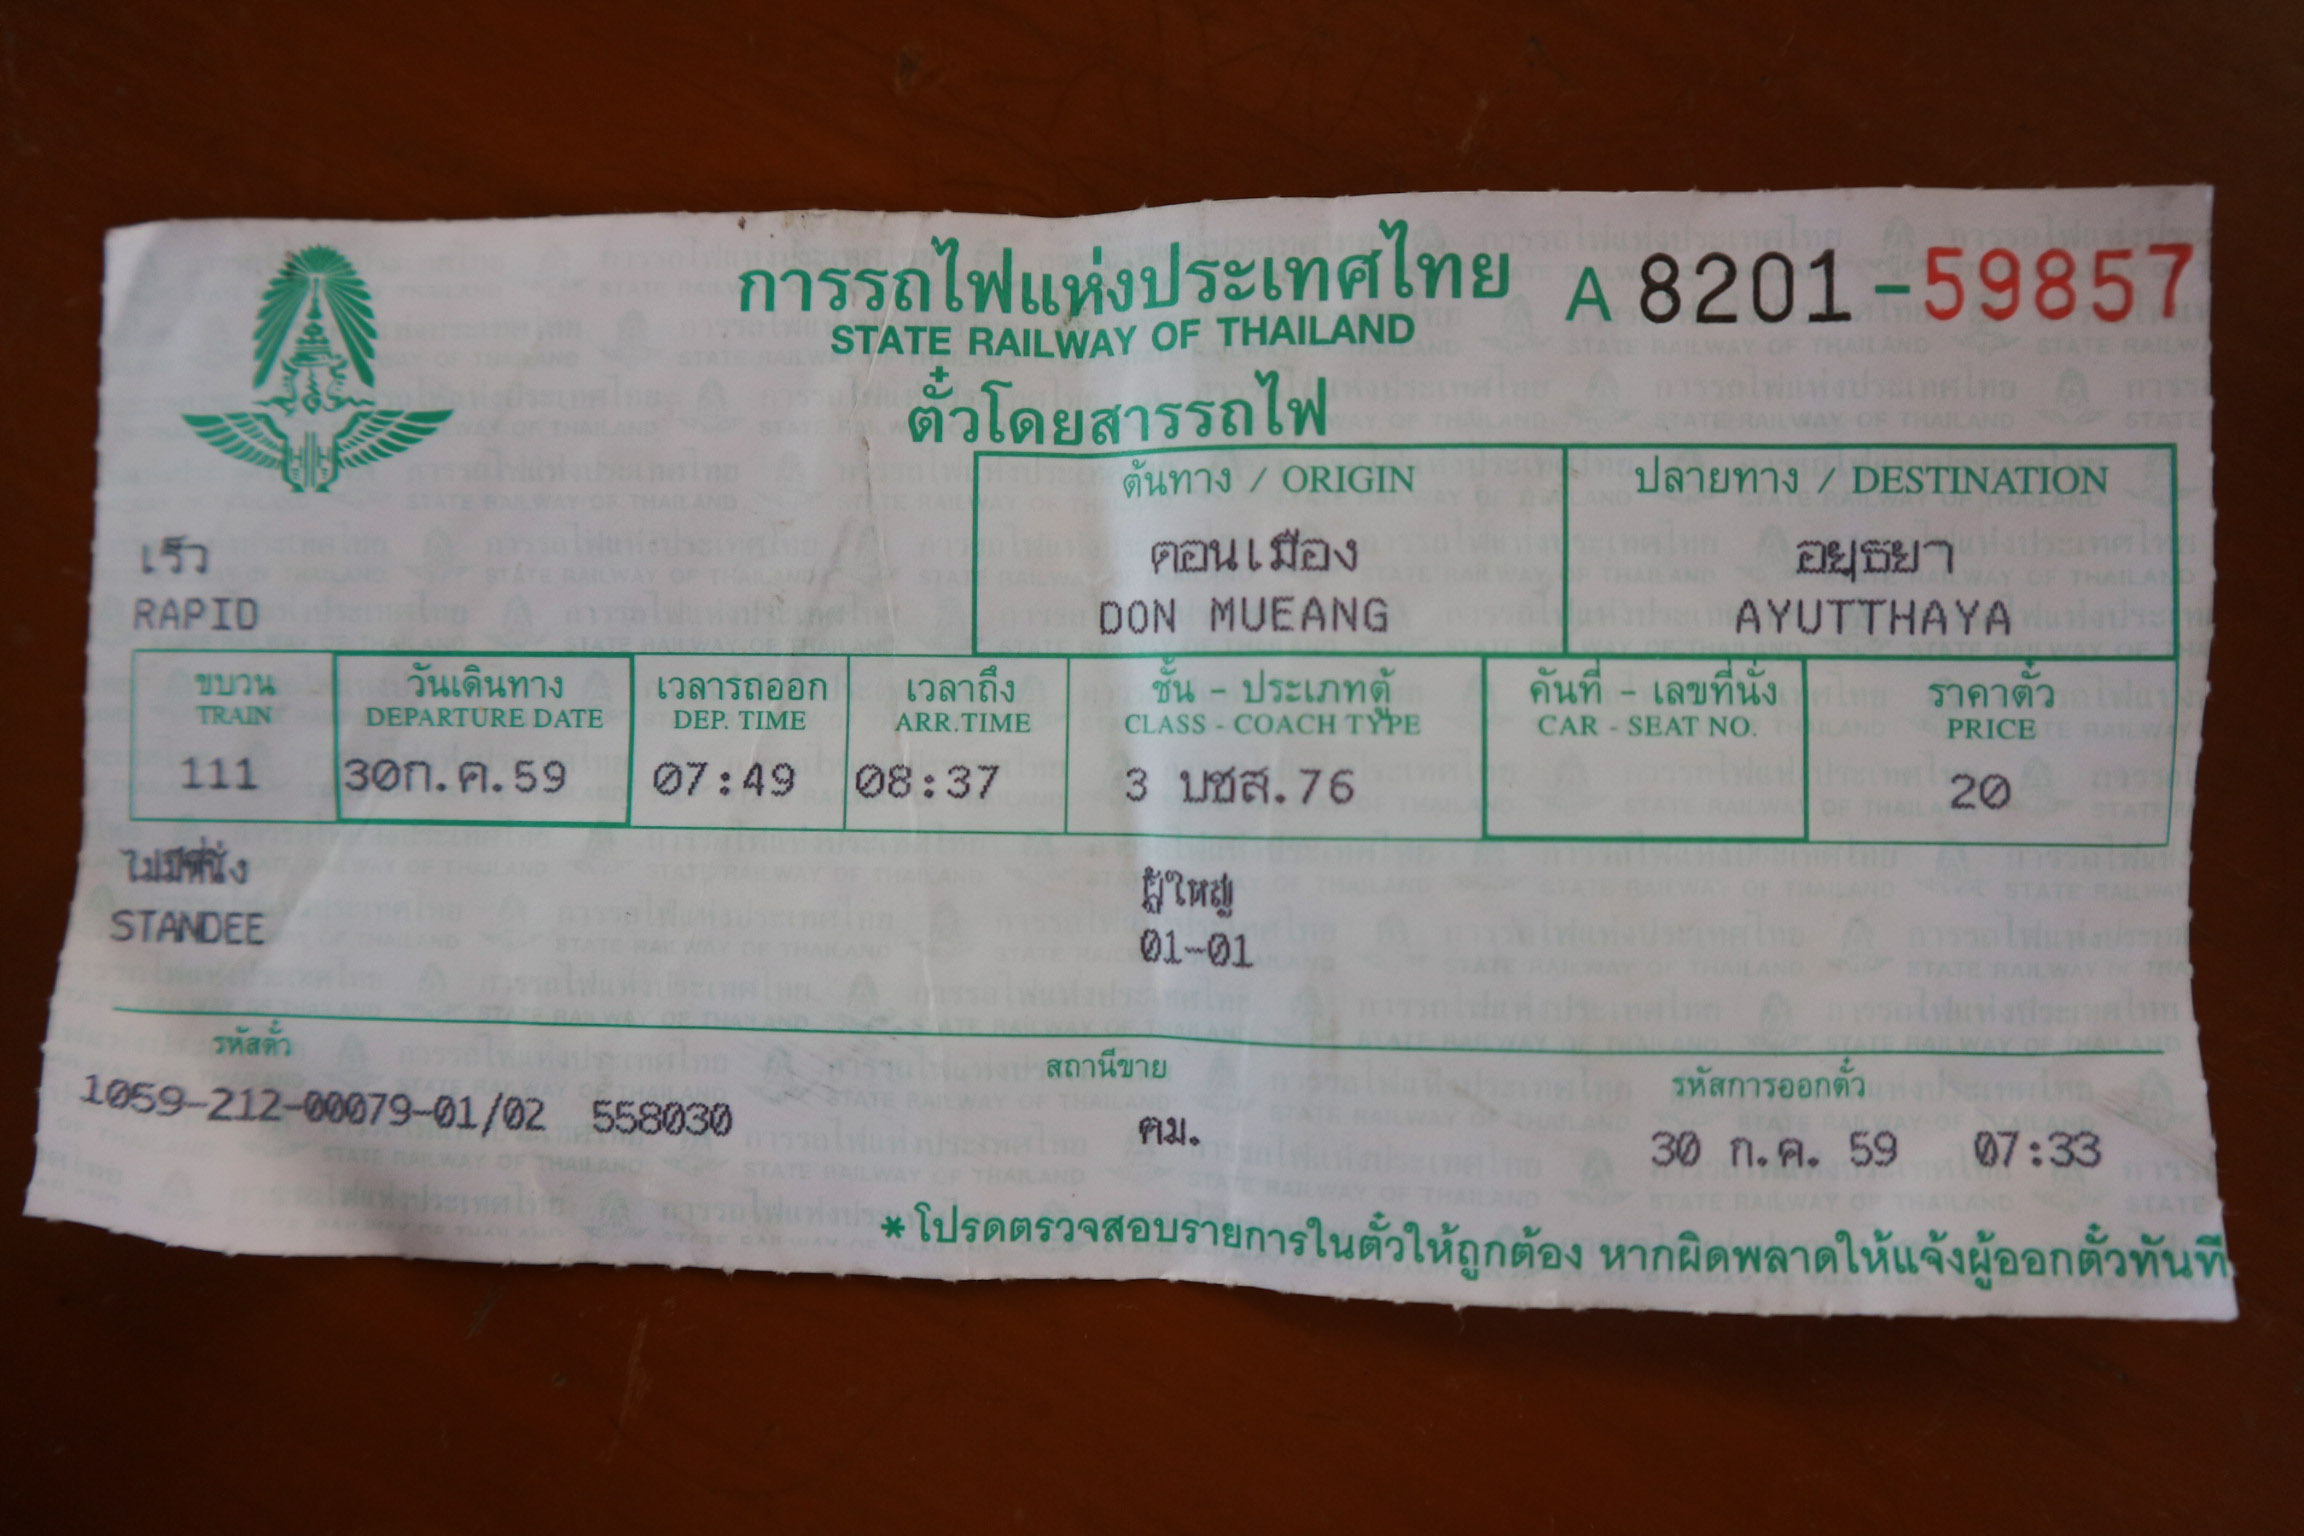 การรถไฟแห่งประเทศไทย A 8201-59857
STATE RAILWAY OF THAILAND
ตั๋วโดยสารรถไฟ
ต้นทาง / ORIGIN ปลายทาง / DESTINATION
เร็ว ดอนเมือง อยุธยา
RAPID DON MUEANG AYUTTHAYA
ขบวน วันเดินทาง เวลารถออก เวลาถึง ชั้น - ประเภทตู้ คันที่ - เลขที่นั่ง ราคาตั๋ว
TRAIN DEPARTURE DATE DEP. TIME ARR.TIME CLASS - COACH TYPE CAR - SEAT NO. PRICE
111 30ก.ค.59 07:49 08:37 3 บชส.76 20
ไม่มีที่นั่ง ผู้ใหญ่
STANDEE 01-01
รหัสตั๋ว สถานีขาย รหัสการออกตั๋ว
1059-212-00079-01/02 558030 คม. 30 ก.ค. 59 07:33
*โปรดตรวจสอบรายการในตั๋วให้ถูกต้อง หากผิดพลาดให้แจ้งผู้ออกตั๋วทันที